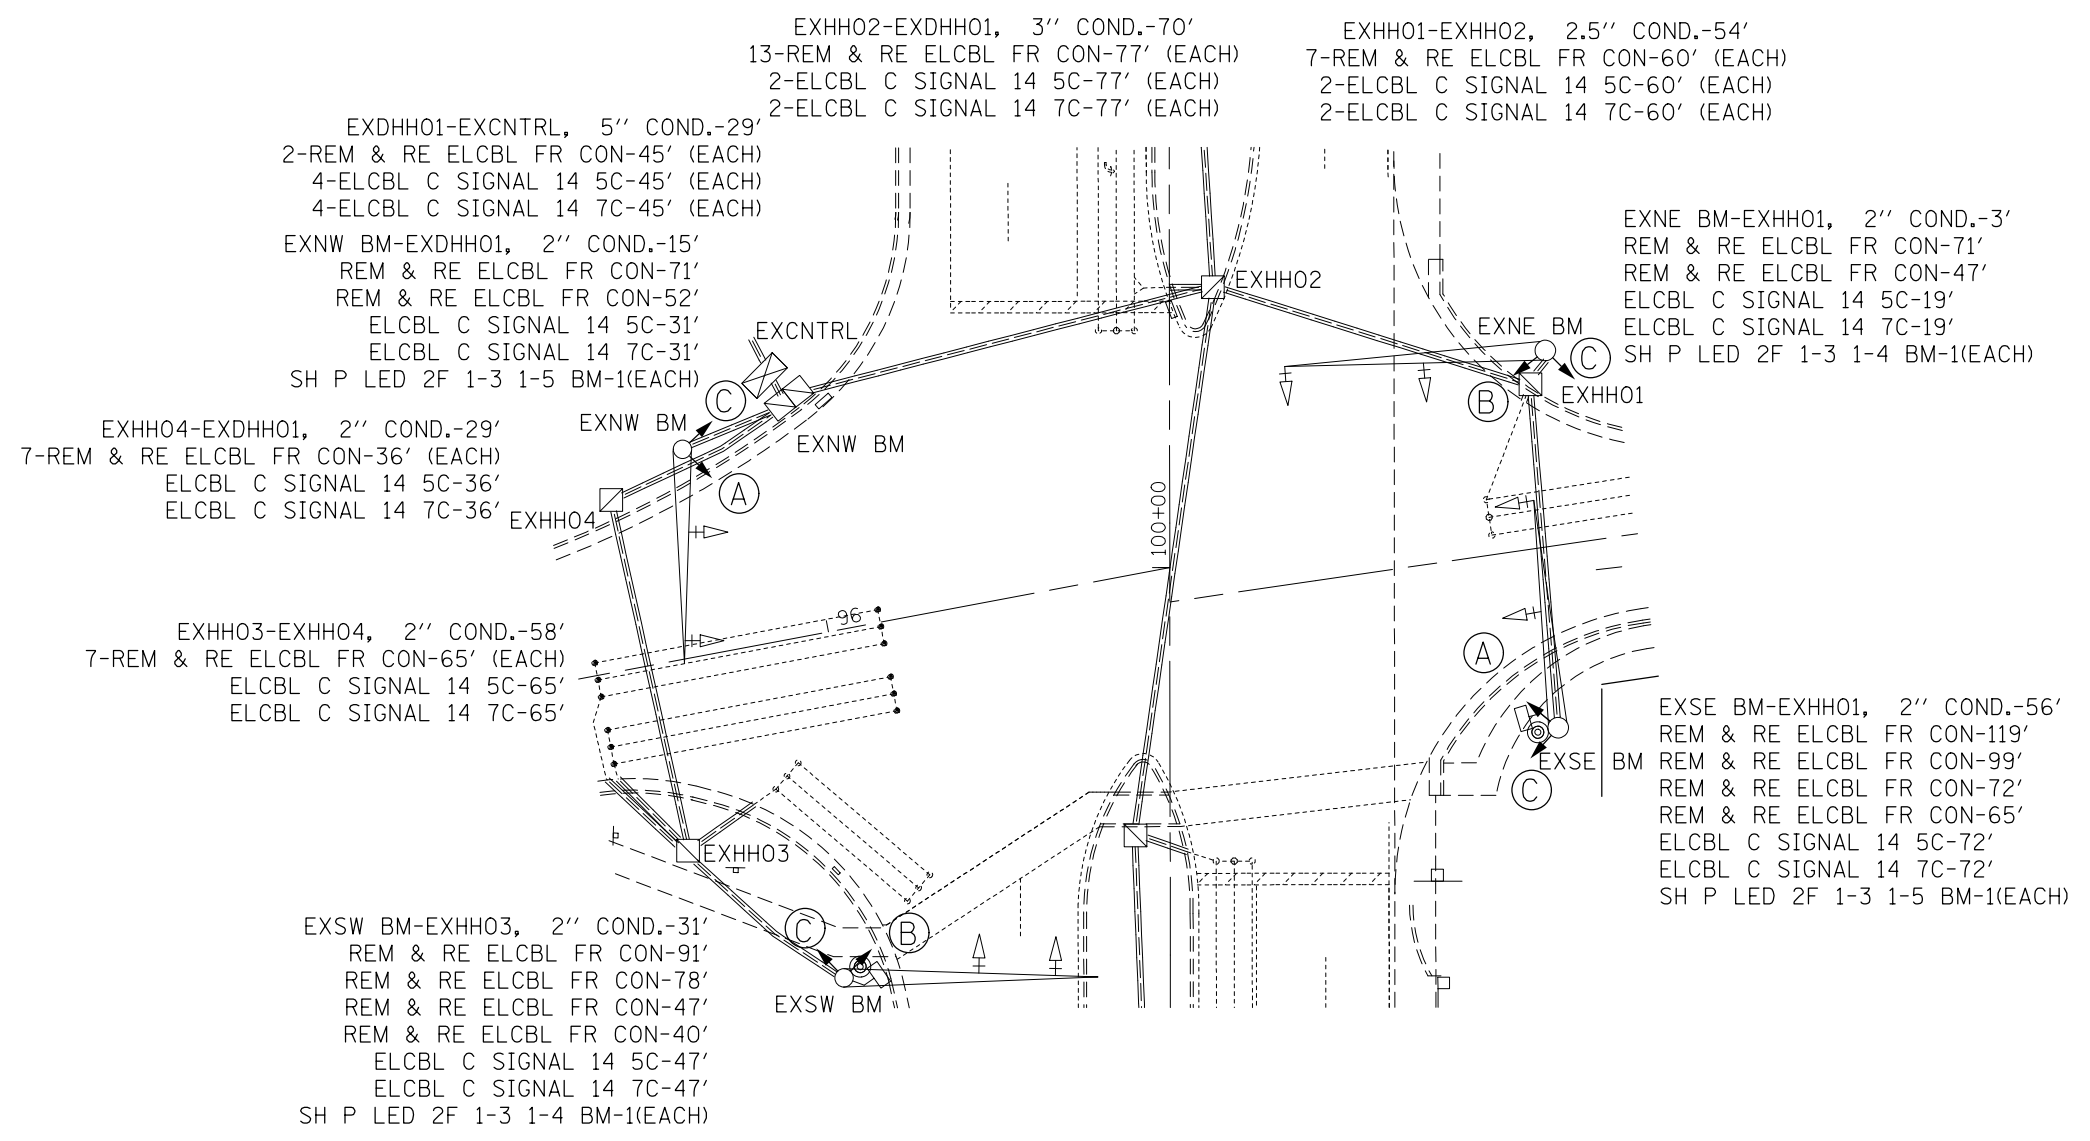 EXHH02-EXDHH01, 3'' COND.-70'
13-REM & RE ELCBL FR CON-77' (EACH)
2-ELCBL C SIGNAL 14 5C-77' (EACH)
2-ELCBL C SIGNAL 14 7C-77' (EACH)
EXHH01-EXHH02, 2.5'' COND.-54'
7-REM & RE ELCBL FR CON-60' (EACH)
2-ELCBL C SIGNAL 14 5C-60' (EACH)
2-ELCBL C SIGNAL 14 7C-60' (EACH)
EXDHH01-EXCNTRL, 5'' COND.-29'
2-REM & RE ELCBL FR CON-45' (EACH)
4-ELCBL C SIGNAL 14 5C-45' (EACH)
4-ELCBL C SIGNAL 14 7C-45' (EACH)
EXNW BM-EXDHH01, 2'' COND.-15'
REM & RE ELCBL FR CON-71'
REM & RE ELCBL FR CON-52'
ELCBL C SIGNAL 14 5C-31'
ELCBL C SIGNAL 14 7C-31'
SH P LED 2F 1-3 1-5 BM-1(EACH)
EXNE BM-EXHH01, 2'' COND.-3'
REM & RE ELCBL FR CON-71'
REM & RE ELCBL FR CON-47'
ELCBL C SIGNAL 14 5C-19'
ELCBL C SIGNAL 14 7C-19'
SH P LED 2F 1-3 1-4 BM-1(EACH)
EXHH02
EXCNTRL
EXNE BM
C
B
EXHH01
C
EXNW BM
EXNW BM
A
EXHH04-EXDHH01, 2'' COND.-29'
7-REM & RE ELCBL FR CON-36' (EACH)
ELCBL C SIGNAL 14 5C-36'
ELCBL C SIGNAL 14 7C-36'
EXHH04
100+00
96
EXHH03-EXHH04, 2'' COND.-58'
7-REM & RE ELCBL FR CON-65' (EACH)
ELCBL C SIGNAL 14 5C-65'
ELCBL C SIGNAL 14 7C-65'
A
EXSE BM
C
EXSE BM-EXHH01, 2'' COND.-56'
REM & RE ELCBL FR CON-119'
REM & RE ELCBL FR CON-99'
REM & RE ELCBL FR CON-72'
REM & RE ELCBL FR CON-65'
ELCBL C SIGNAL 14 5C-72'
ELCBL C SIGNAL 14 7C-72'
SH P LED 2F 1-3 1-5 BM-1(EACH)
EXHH03
C
B
EXSW BM
EXSW BM-EXHH03, 2'' COND.-31'
REM & RE ELCBL FR CON-91'
REM & RE ELCBL FR CON-78'
REM & RE ELCBL FR CON-47'
REM & RE ELCBL FR CON-40'
ELCBL C SIGNAL 14 5C-47'
ELCBL C SIGNAL 14 7C-47'
SH P LED 2F 1-3 1-4 BM-1(EACH)